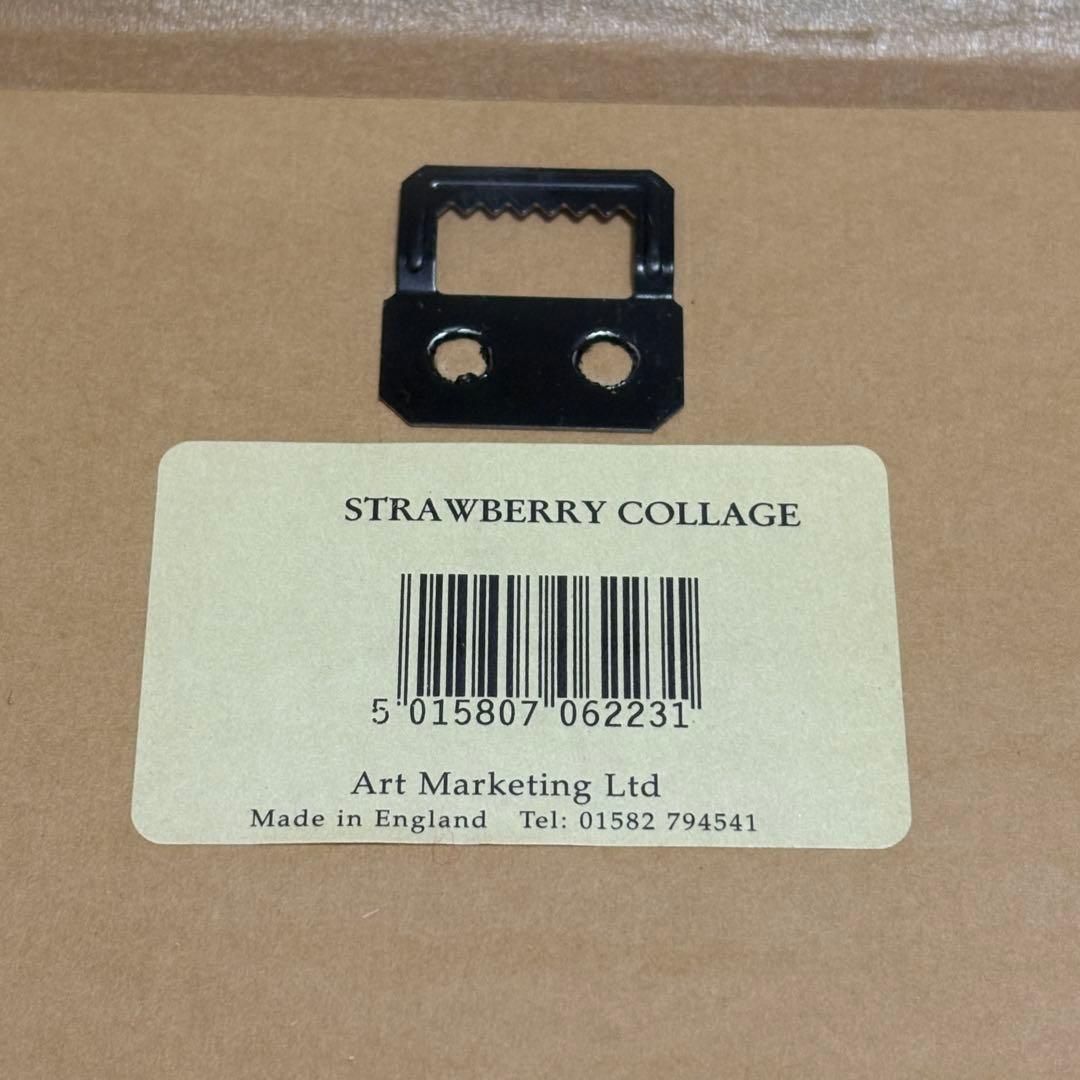 STRAWBERRY COLLAGE
5 015807 062231
Art Marketing Ltd
Made in England Tel: 01582 794541